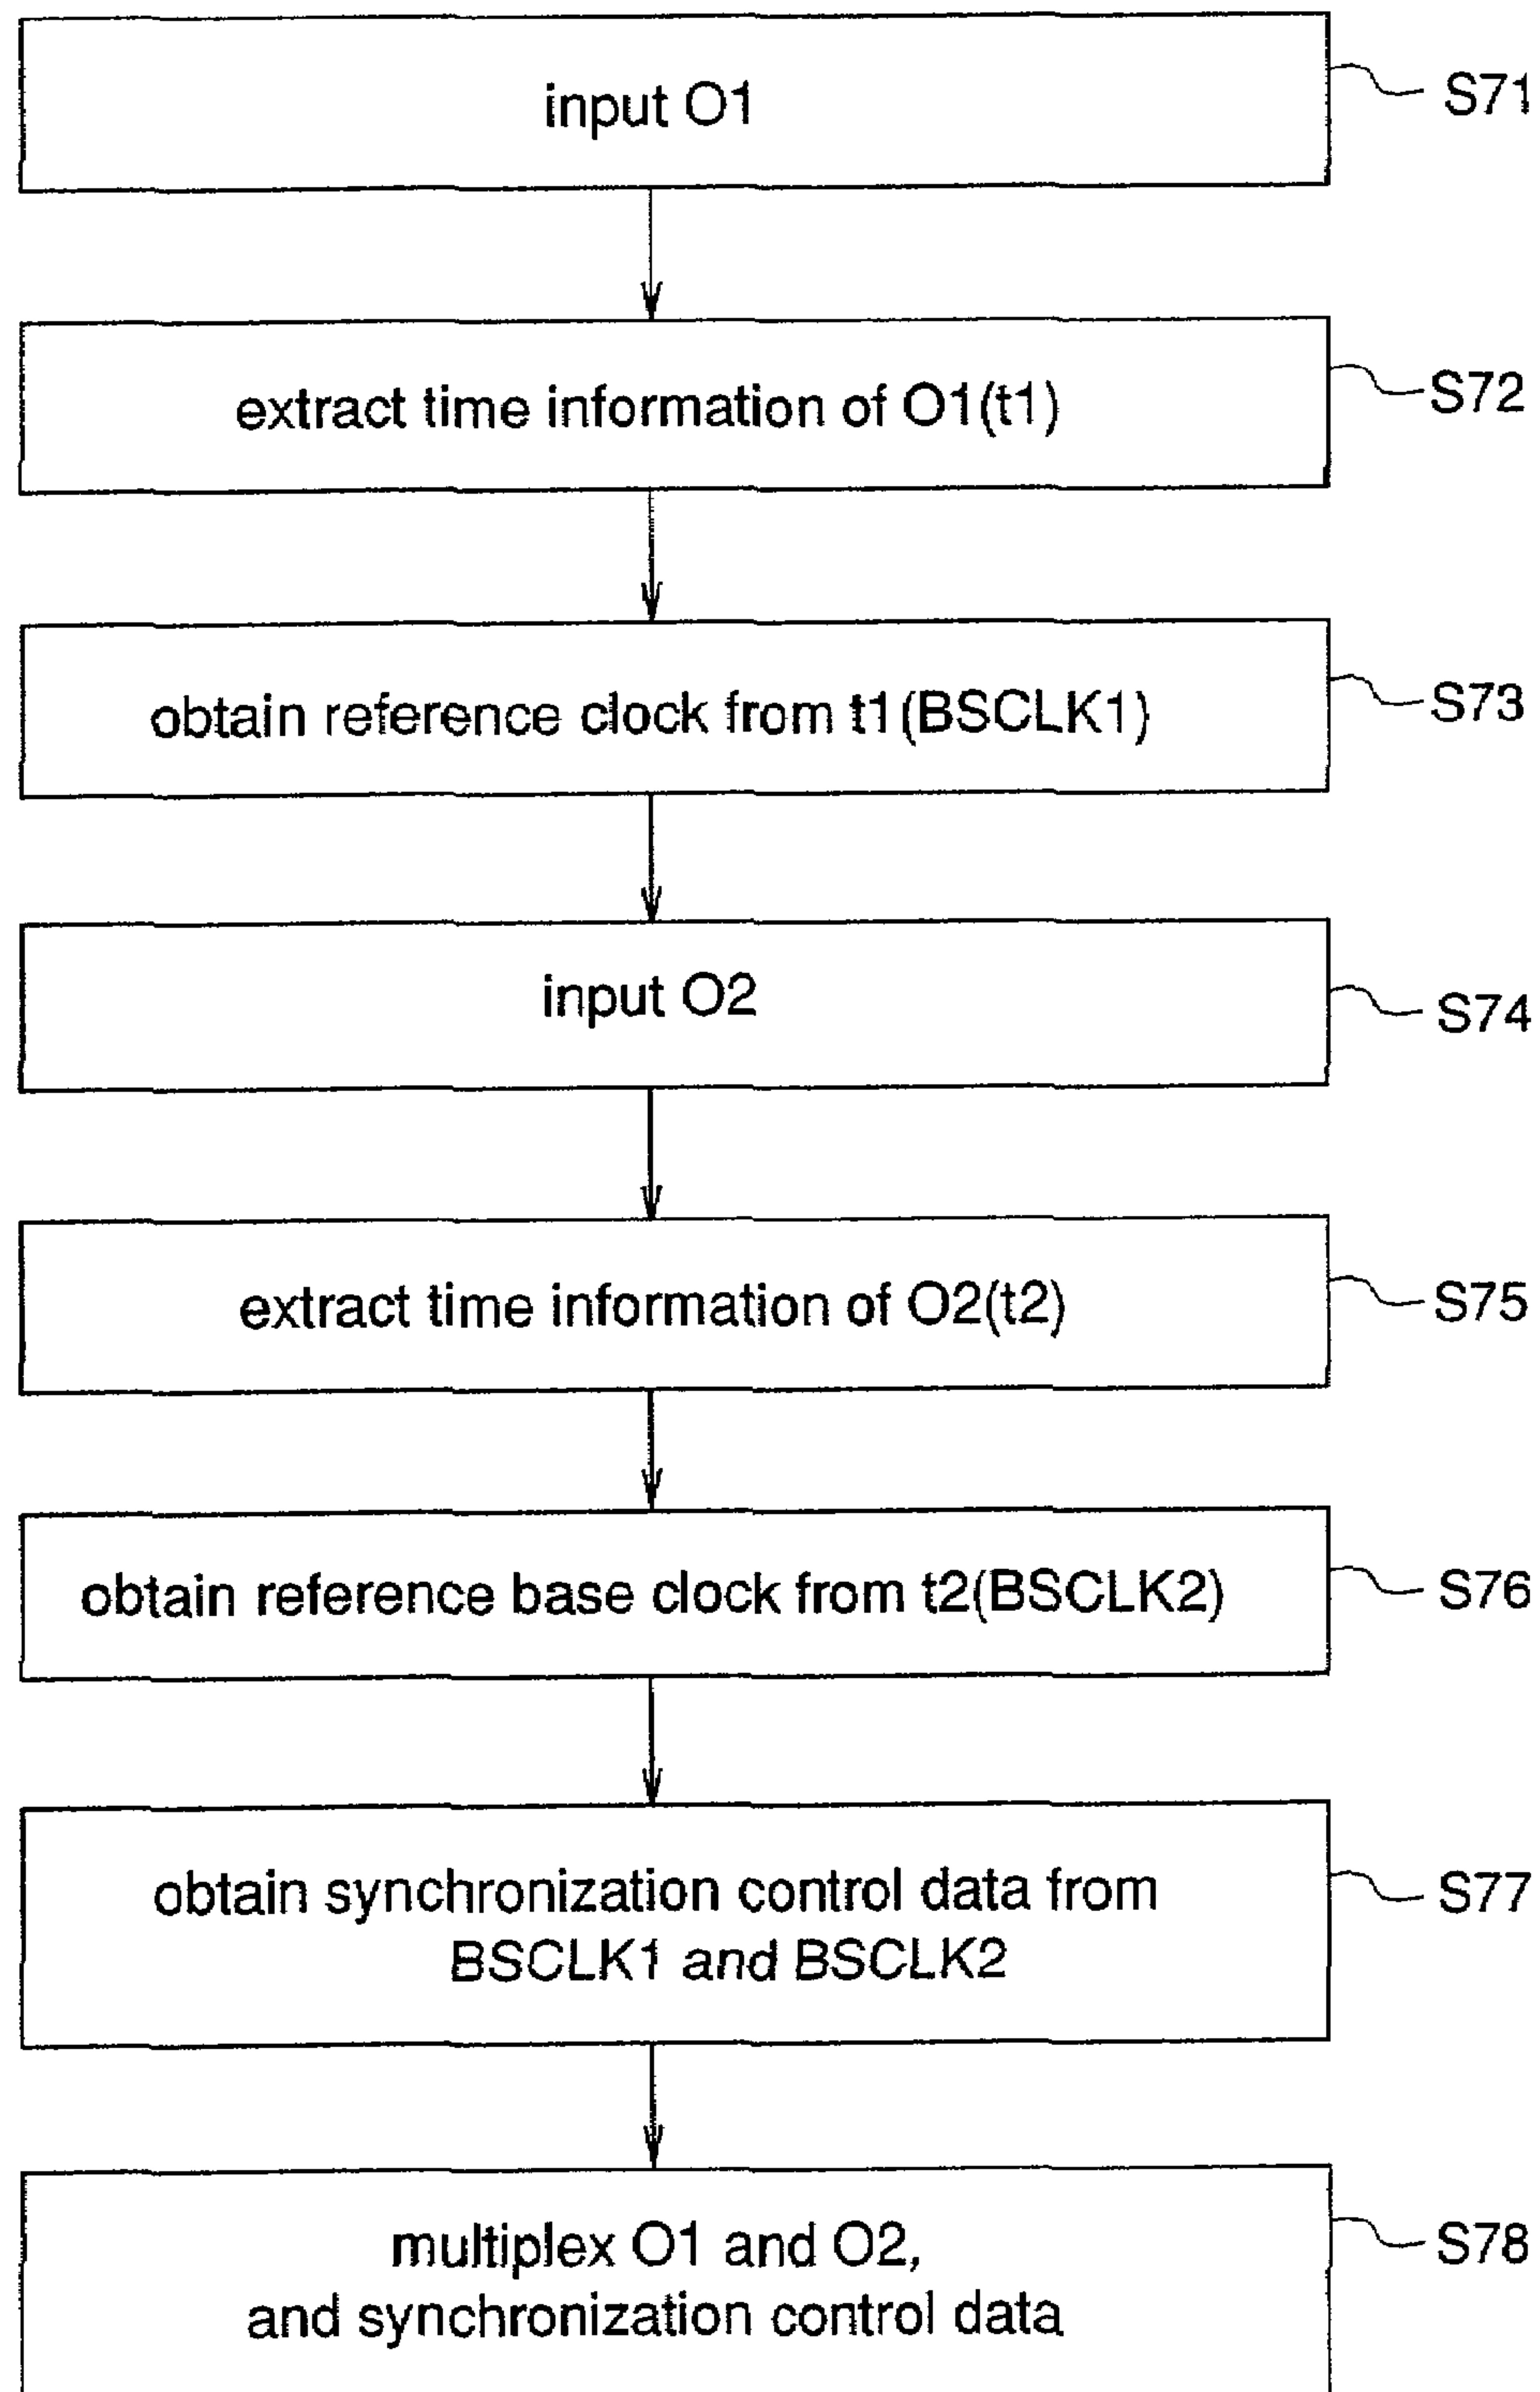 input O1
S71
extract time information of O1(t1)
S72
obtain reference clock from t1(BSCLK1)
S73
input O2
S74
extract time information of O2(t2)
S75
obtain reference base clock from t2(BSCLK2)
S76
obtain synchronization control data from
BSCLK1 and BSCLK2
S77
multiplex O1 and O2,
and synchronization control data
S78